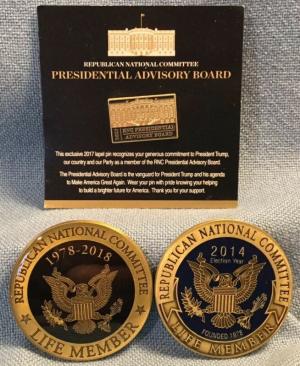 REPUBLICAN NATIONAL COMMITTEE
PRESIDENTIAL ADVISORY BOARD
RNC PRESIDENTIAL
ADVISORY BOARD
This exclusive 2017 lapel pin recognizes your generous commitment to President Trump,
our country and our Party as a member of the RNC Presidential Advisory Board.
The Presidential Advisory Board is the vanguard for President Trump and his agenda
to Make America Great Again. Wear your pin with pride knowing your helping
to build a brighter future for America. Thank you for your support.
REPUBLICAN NATIONAL COMMITTEE
1978-2018
LIFE MEMBER
REPUBLICAN NATIONAL COMMITTEE
2014
Election Year
FOUNDED 1978
LIFE MEMBER